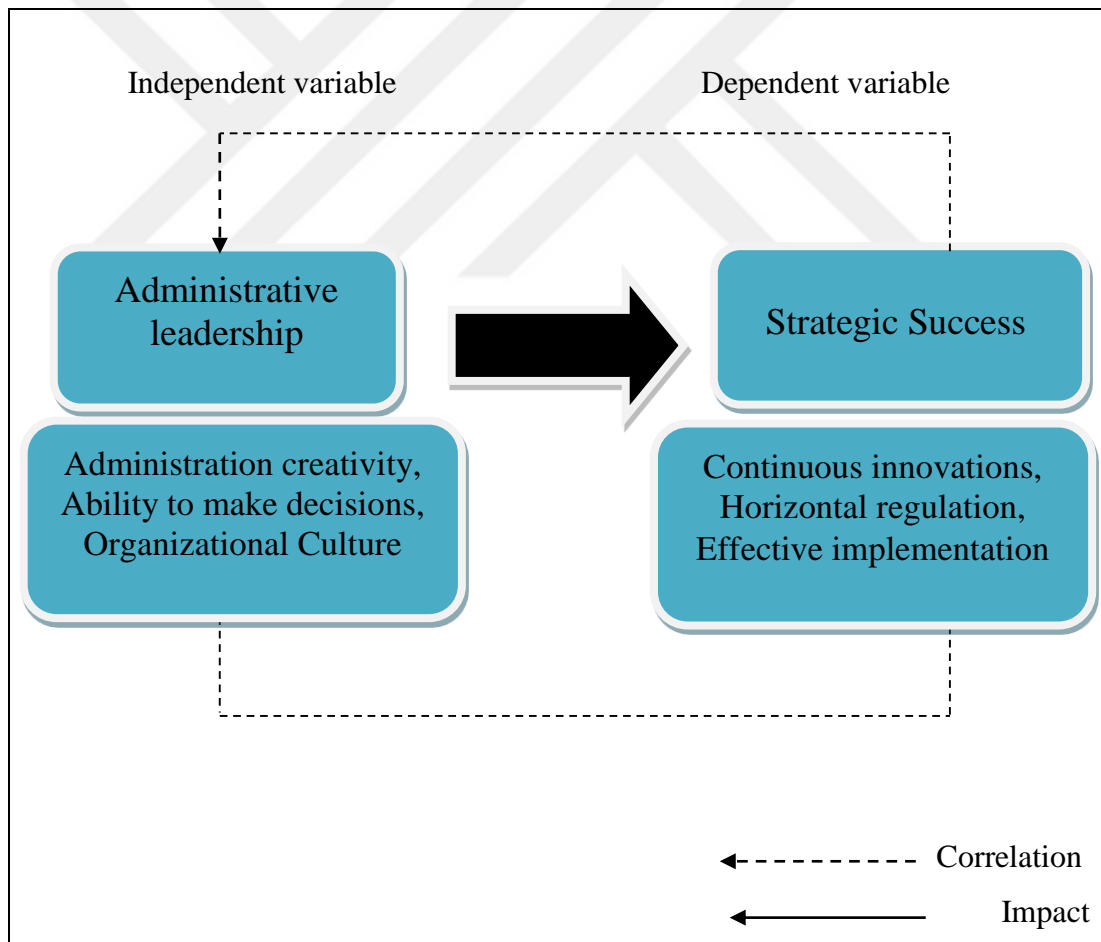 Independent variable
Dependent variable
Administrative
leadership
Strategic Success
Administration creativity,
Ability to make decisions,
Organizational Culture
Continuous innovations,
Horizontal regulation,
Effective implementation
Correlation
Impact